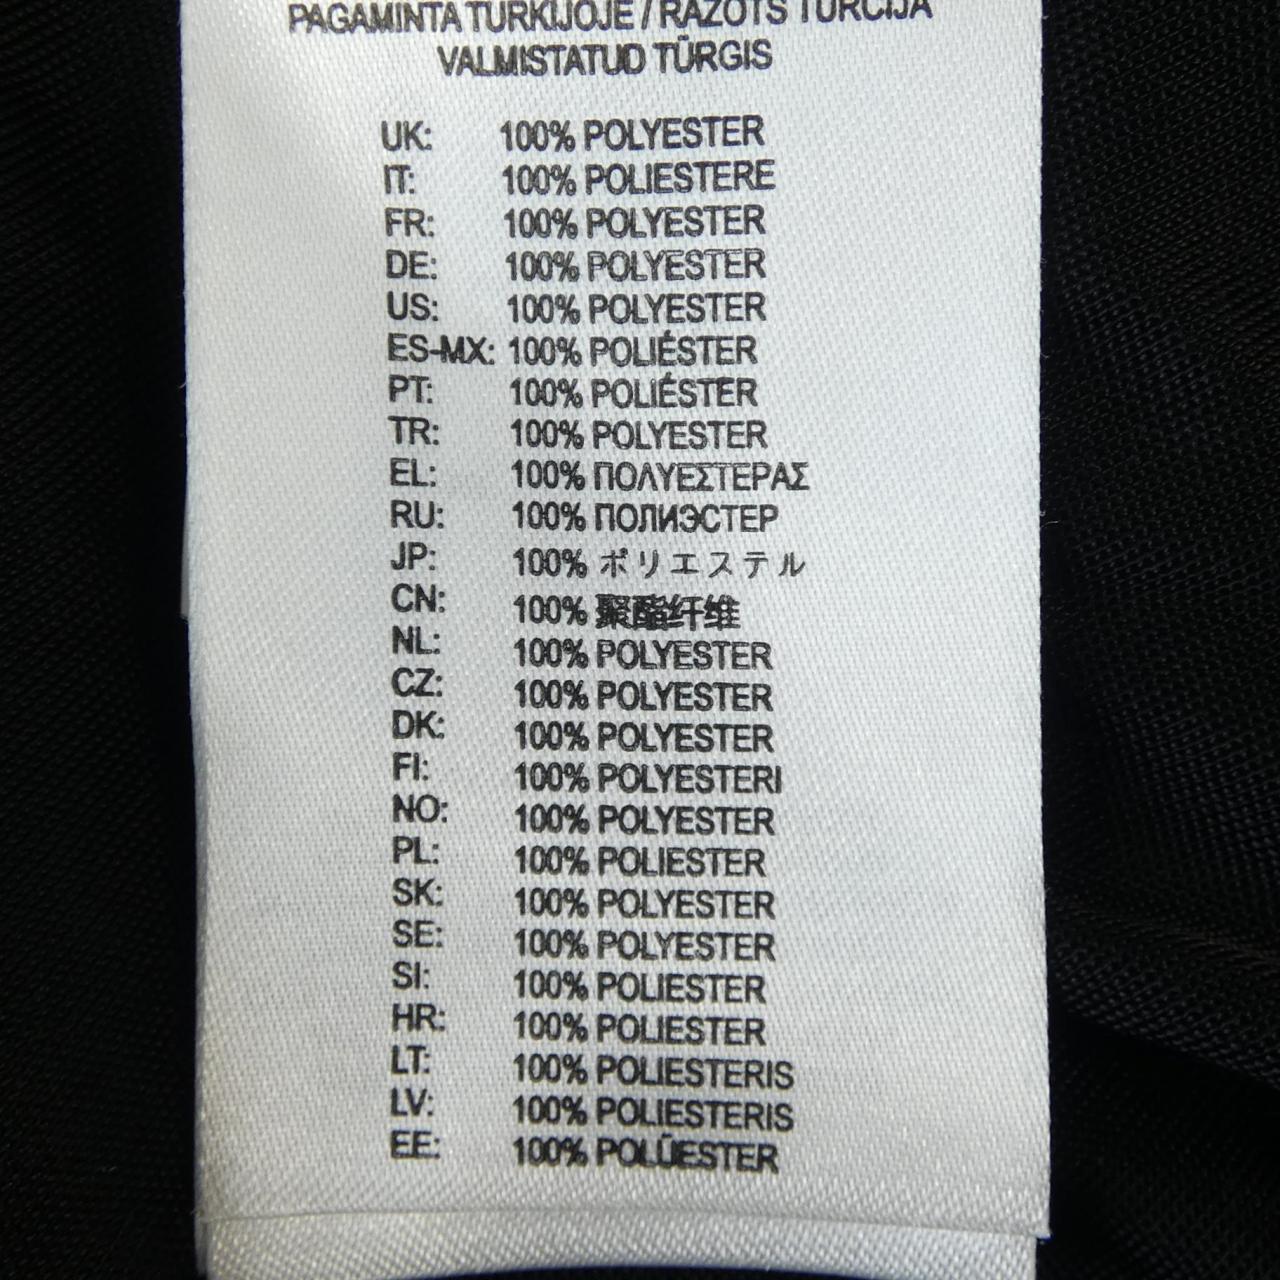 PAGAMINTA TURKIJOJE / RAŽOTS TURCIJĀ
VALMISTATUD TÜRGIS
UK: 100% POLYESTER
IT: 100% POLIESTERE
FR: 100% POLYESTER
DE: 100% POLYESTER
US: 100% POLYESTER
ES-MX: 100% POLIÉSTER
PT: 100% POLIÉSTER
TR: 100% POLYESTER
EL: 100% ΠΟΛΥΕΣΤΕΡΑΣ
RU: 100% ПОЛИЭСТЕР
JP: 100% ポリエステル
CN: 100% 聚酯纤维
NL: 100% POLYESTER
CZ: 100% POLYESTER
DK: 100% POLYESTER
FI: 100% POLYESTERI
NO: 100% POLYESTER
PL: 100% POLIESTER
SK: 100% POLYESTER
SE: 100% POLYESTER
SI: 100% POLIESTER
HR: 100% POLIESTER
LT: 100% POLIESTERIS
LV: 100% POLIESTERIS
EE: 100% POLÜESTER